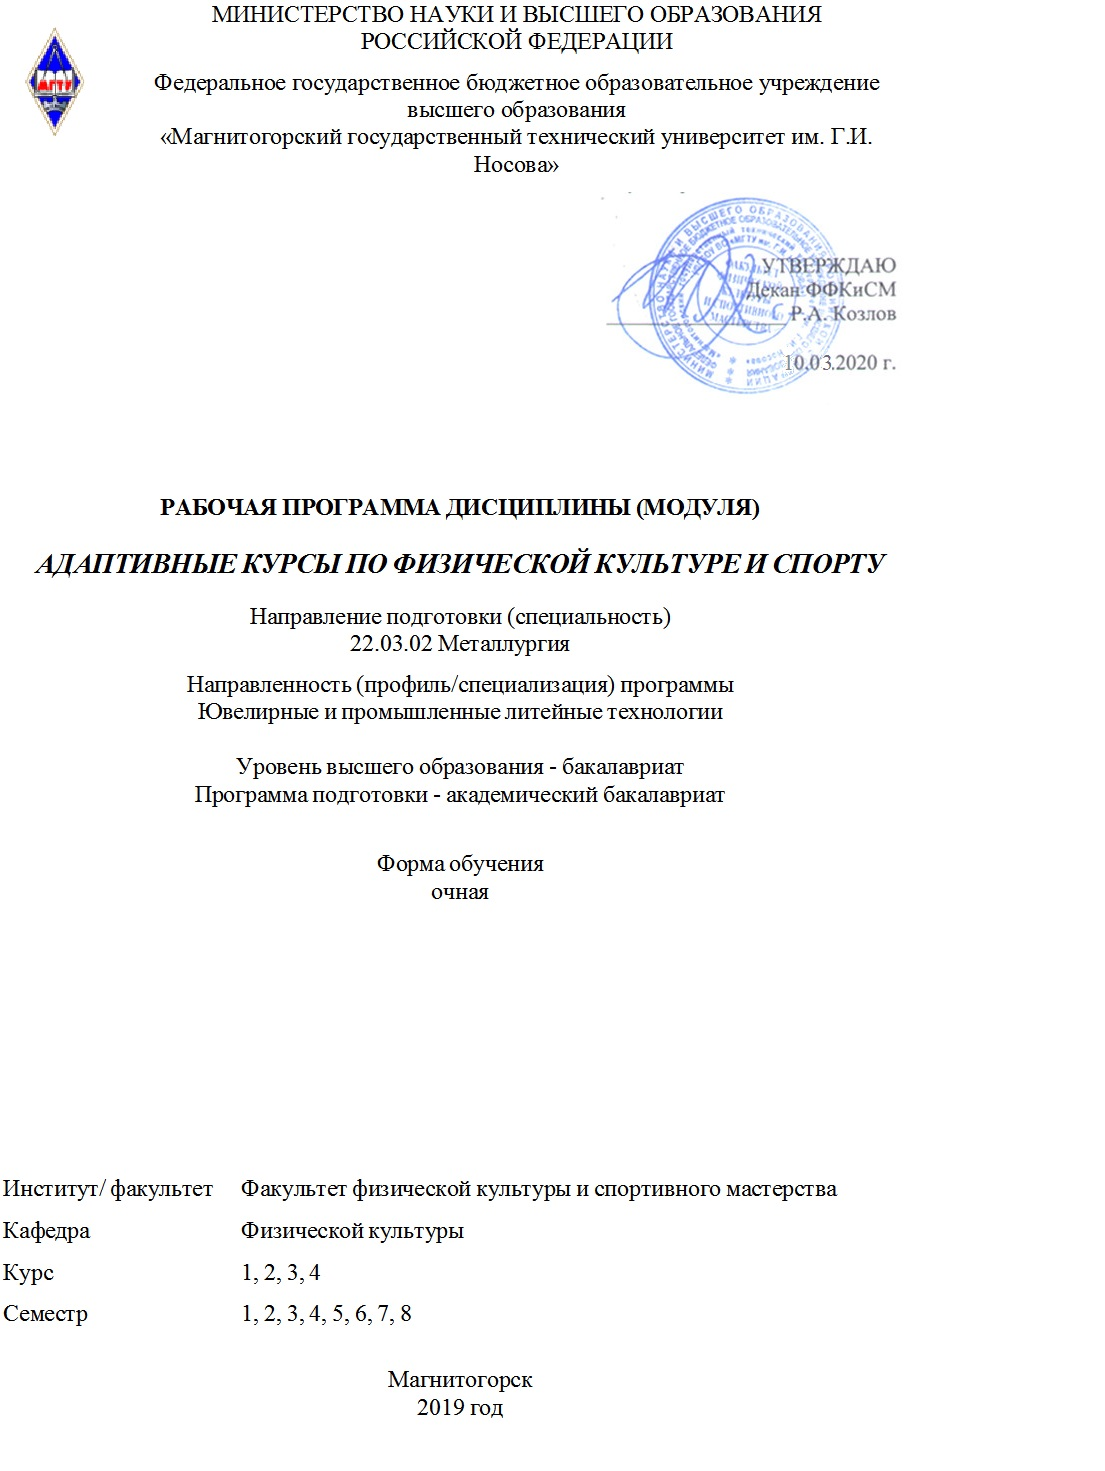 МИНИСТЕРСТВО НАУКИ И ВЫСШЕГО ОБРАЗОВАНИЯ
РОССИЙСКОЙ ФЕДЕРАЦИИ
МГТУ
Федеральное государственное бюджетное образовательное учреждение
высшего образования
«Магнитогорский государственный технический университет им. Г.И.
Носова»
УТВЕРЖДАЮ
Декан ФФКиСМ
Р.А. Козлов
10.03.2020 г.
РАБОЧАЯ ПРОГРАММА ДИСЦИПЛИНЫ (МОДУЛЯ)
АДАПТИВНЫЕ КУРСЫ ПО ФИЗИЧЕСКОЙ КУЛЬТУРЕ И СПОРТУ
Направление подготовки (специальность)
22.03.02 Металлургия
Направленность (профиль/специализация) программы
Ювелирные и промышленные литейные технологии
Уровень высшего образования - бакалавриат
Программа подготовки - академический бакалавриат
Форма обучения
очная
Институт/ факультет Факультет физической культуры и спортивного мастерства
Кафедра Физической культуры
Курс 1, 2, 3, 4
Семестр 1, 2, 3, 4, 5, 6, 7, 8
Магнитогорск
2019 год